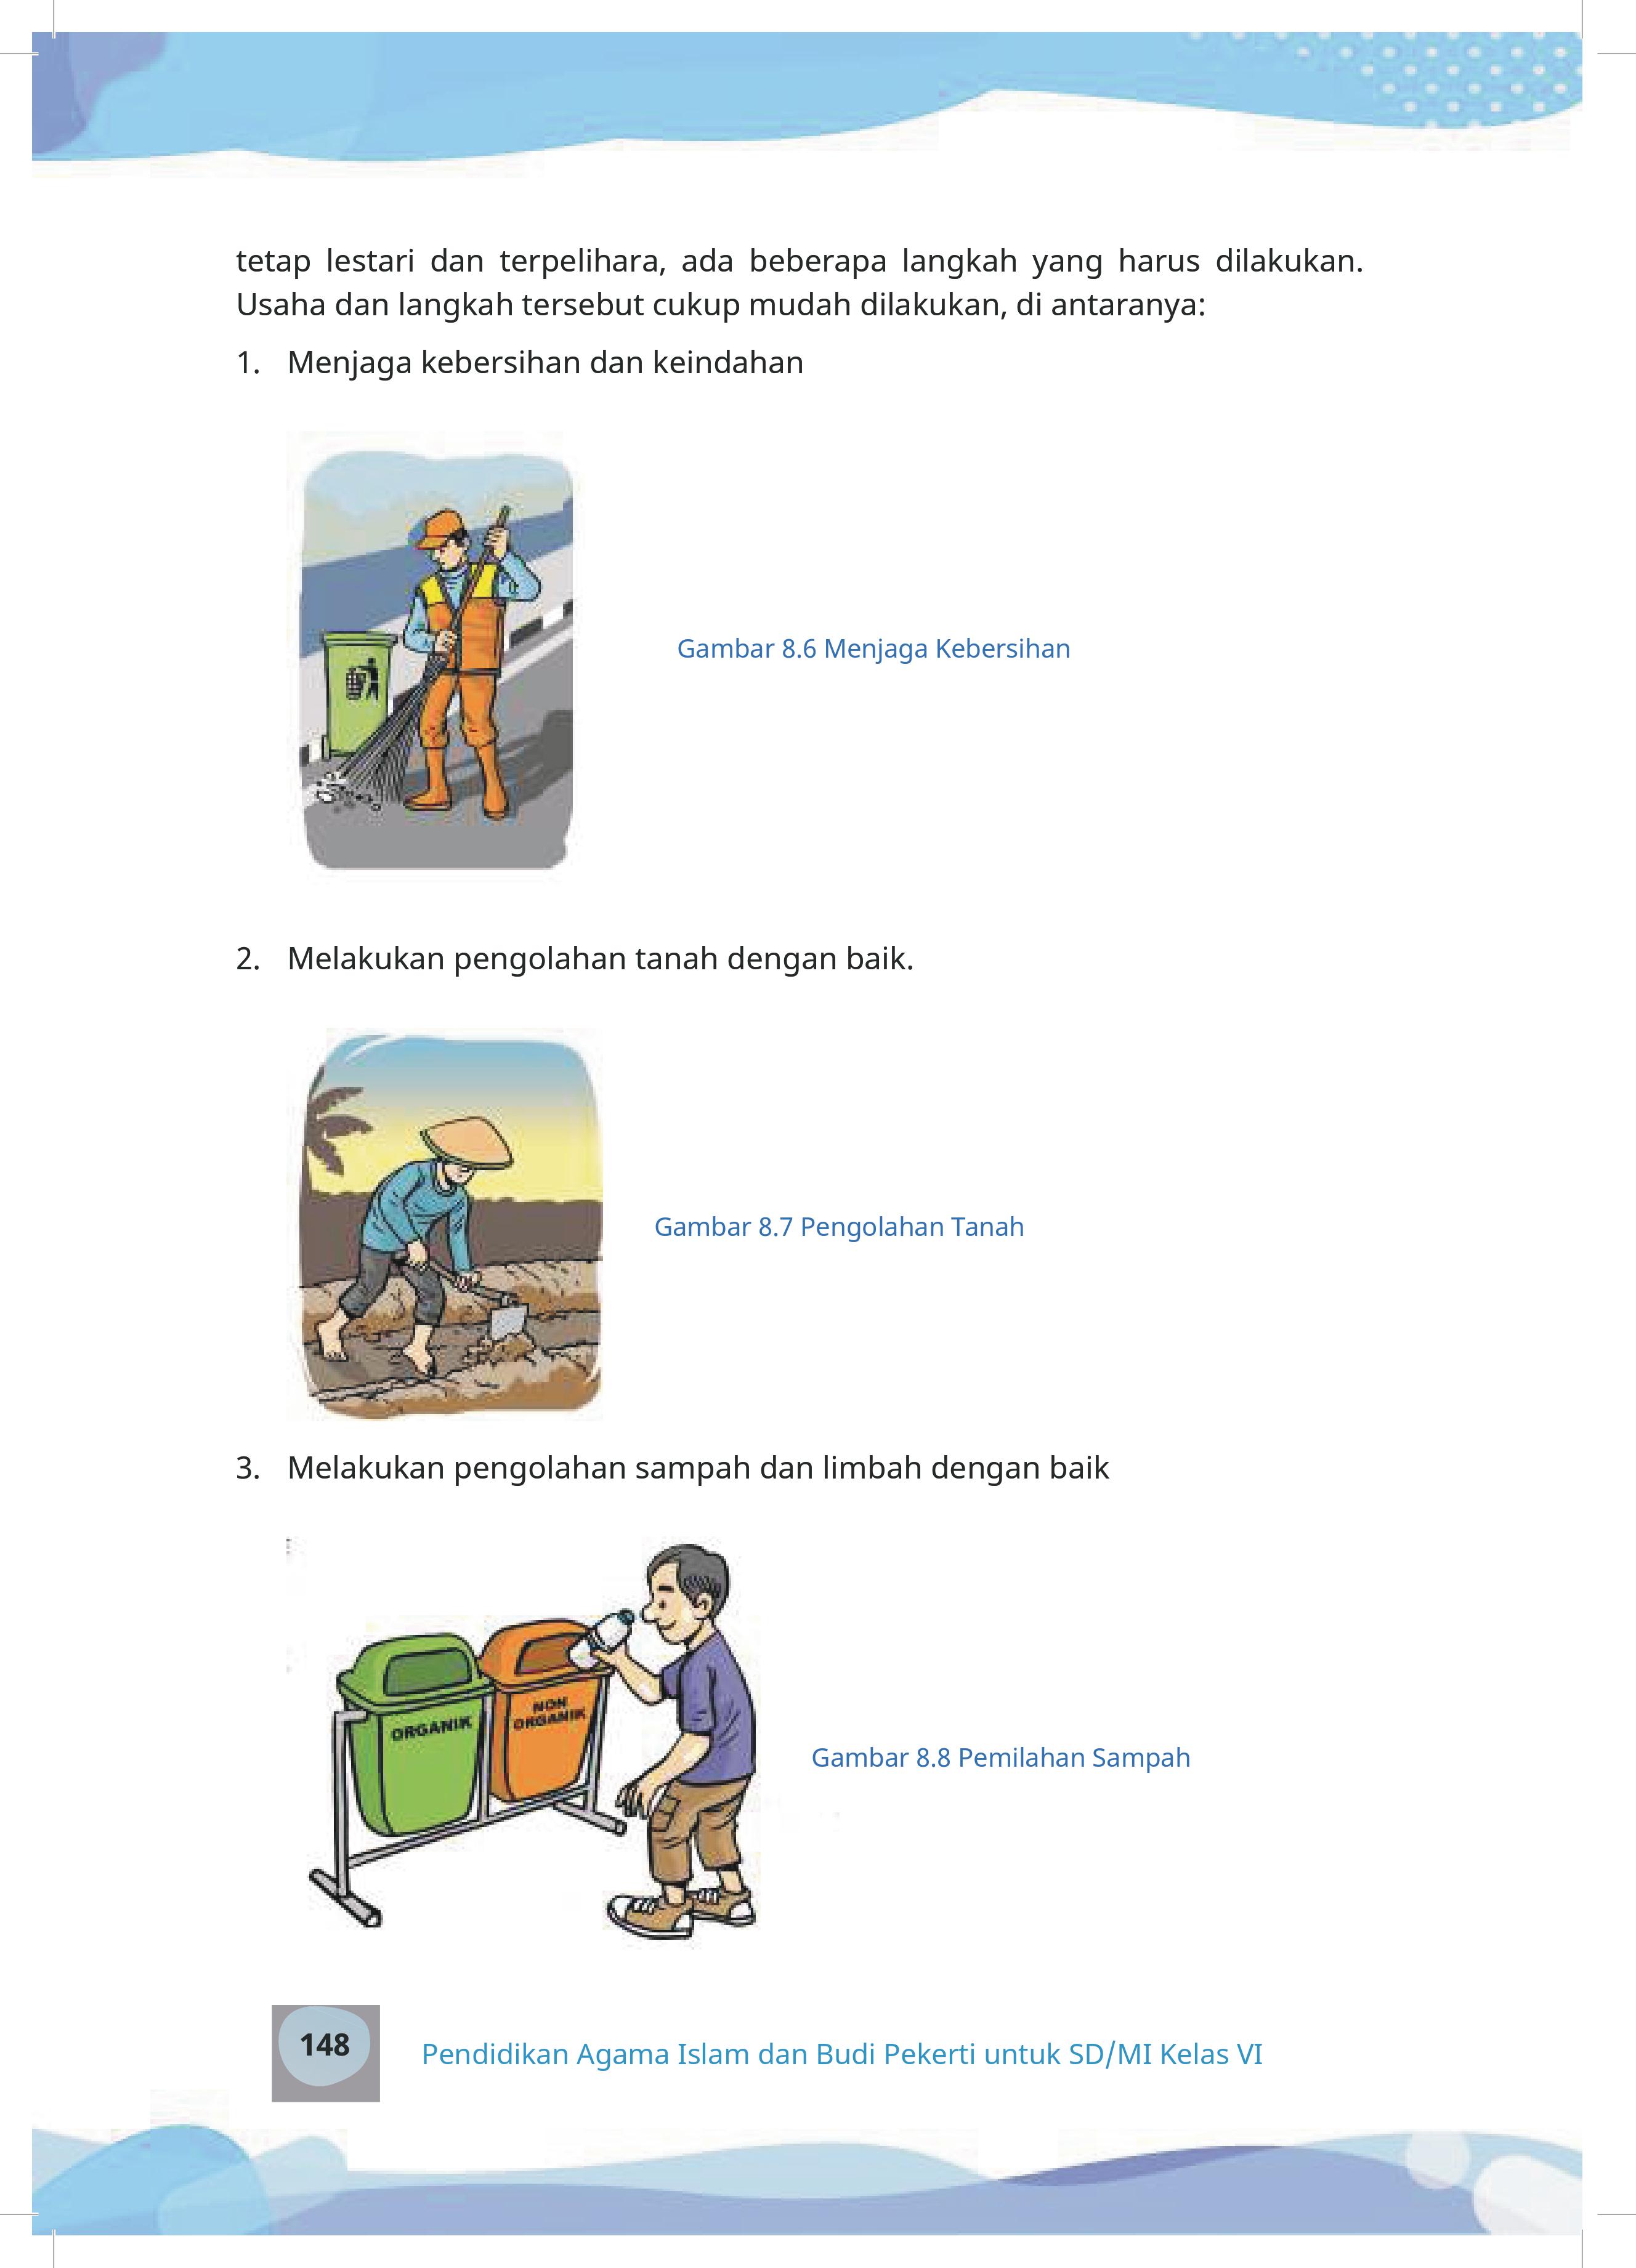 tetap lestari dan terpelihara, ada beberapa langkah yang harus dilakukan.
Usaha dan langkah tersebut cukup mudah dilakukan, di antaranya:
1. Menjaga kebersihan dan keindahan
Gambar 8.6 Menjaga Kebersihan
2. Melakukan pengolahan tanah dengan baik.
Gambar 8.7 Pengolahan Tanah
3. Melakukan pengolahan sampah dan limbah dengan baik
ORGANIK
NON
ORGANIK
Gambar 8.8 Pemilahan Sampah
148
Pendidikan Agama Islam dan Budi Pekerti untuk SD/MI Kelas VI